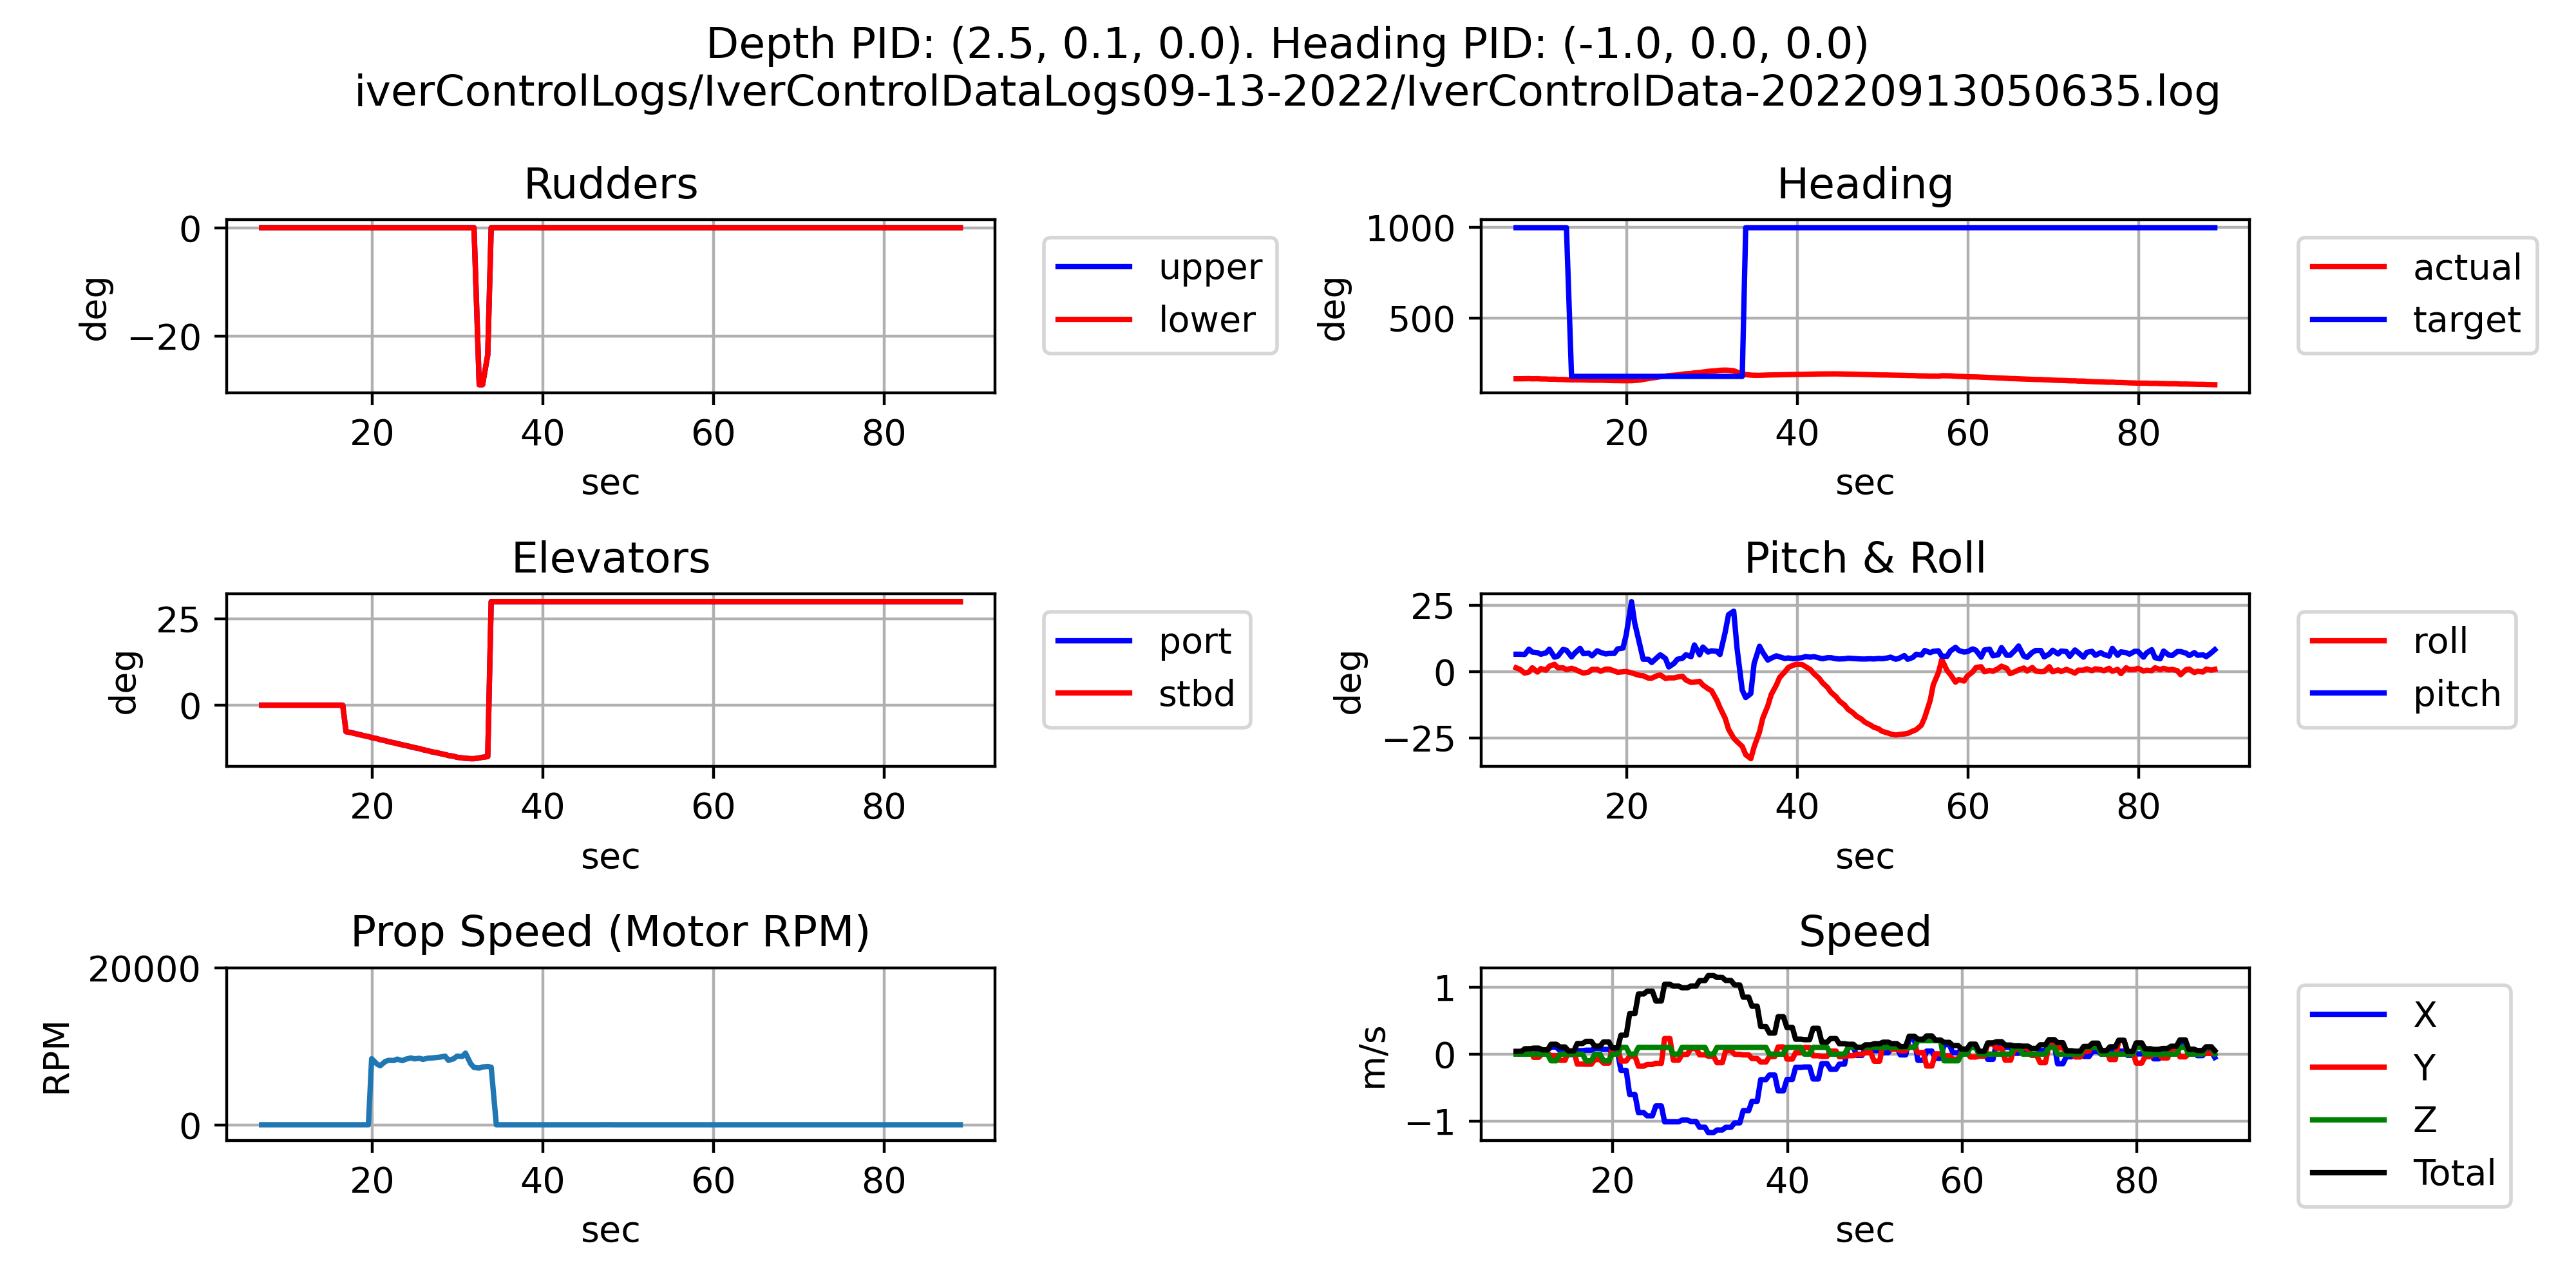 Depth PID: (2.5, 0.1, 0.0). Heading PID: (-1.0, 0.0, 0.0)
iverControlLogs/IverControlDataLogs09-13-2022/IverControlData-20220913050635.log
Rudders
0
−20
deg
20 40 60 80
sec
upper
lower
Heading
1000
500
deg
20 40 60 80
sec
actual
target
Elevators
25
0
deg
20 40 60 80
sec
port
stbd
Pitch & Roll
25
0
−25
deg
20 40 60 80
sec
roll
pitch
Prop Speed (Motor RPM)
20000
0
RPM
20 40 60 80
sec
Speed
1
0
−1
m/s
20 40 60 80
sec
X
Y
Z
Total